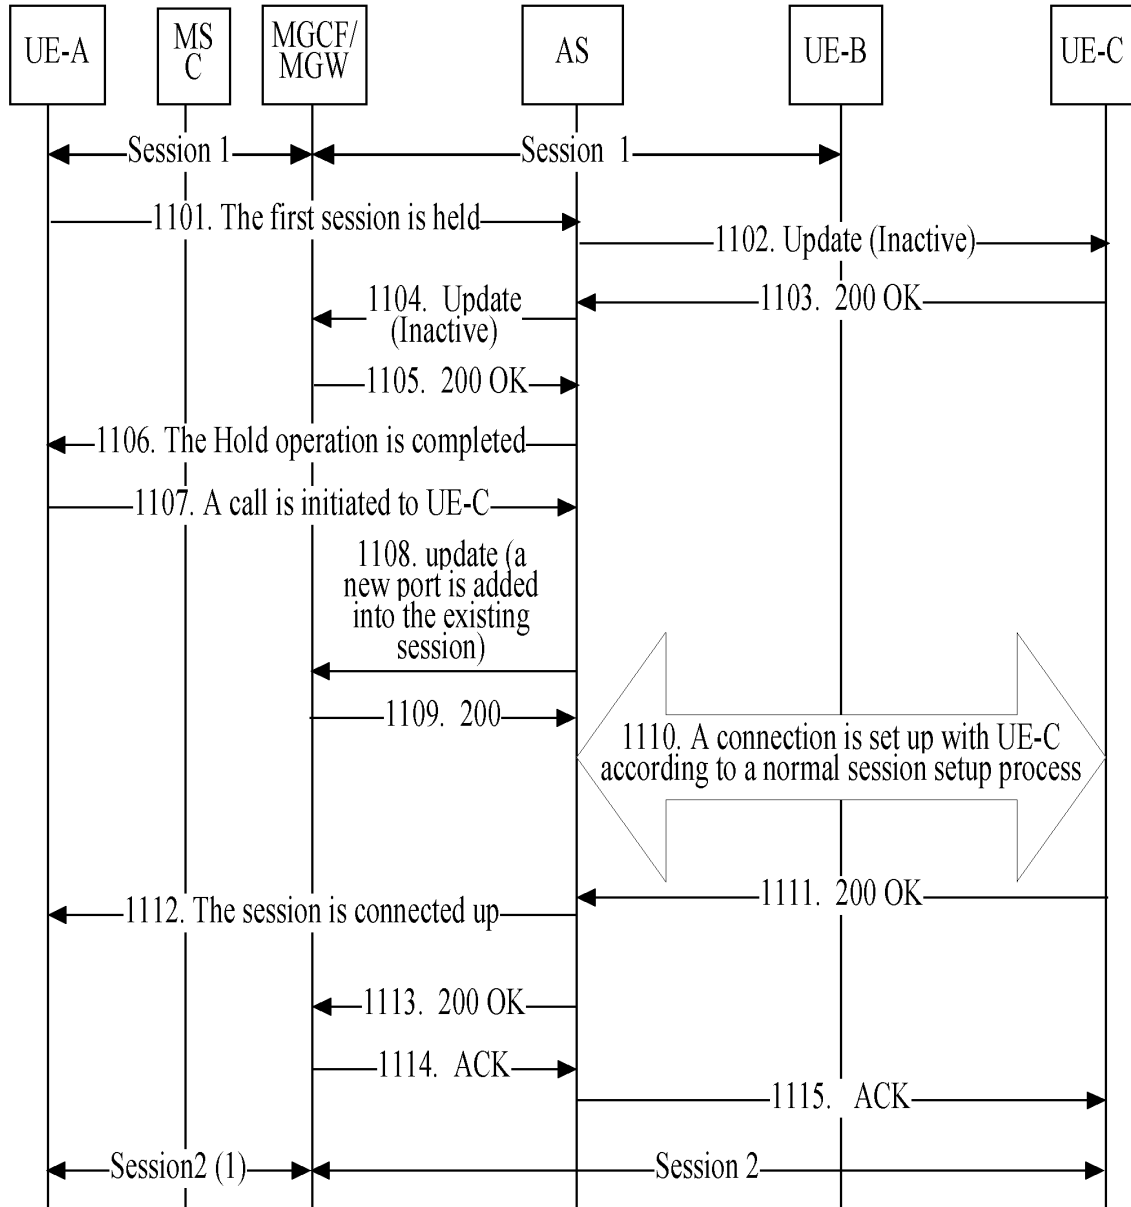 UE-A
MS
C
MGCF/
MGW
AS
UE-B
UE-C
Session 1
Session 1
1101. The first session is held
1102. Update (Inactive)
1103. 200 OK
1104. Update
(Inactive)
1105. 200 OK
1106. The Hold operation is completed
1107. A call is initiated to UE-C
1108. update (a
new port is added
into the existing
session)
1109. 200
1110. A connection is set up with UE-C
according to a normal session setup process
1111. 200 OK
1112. The session is connected up
1113. 200 OK
1114. ACK
1115. ACK
Session2 (1)
Session 2